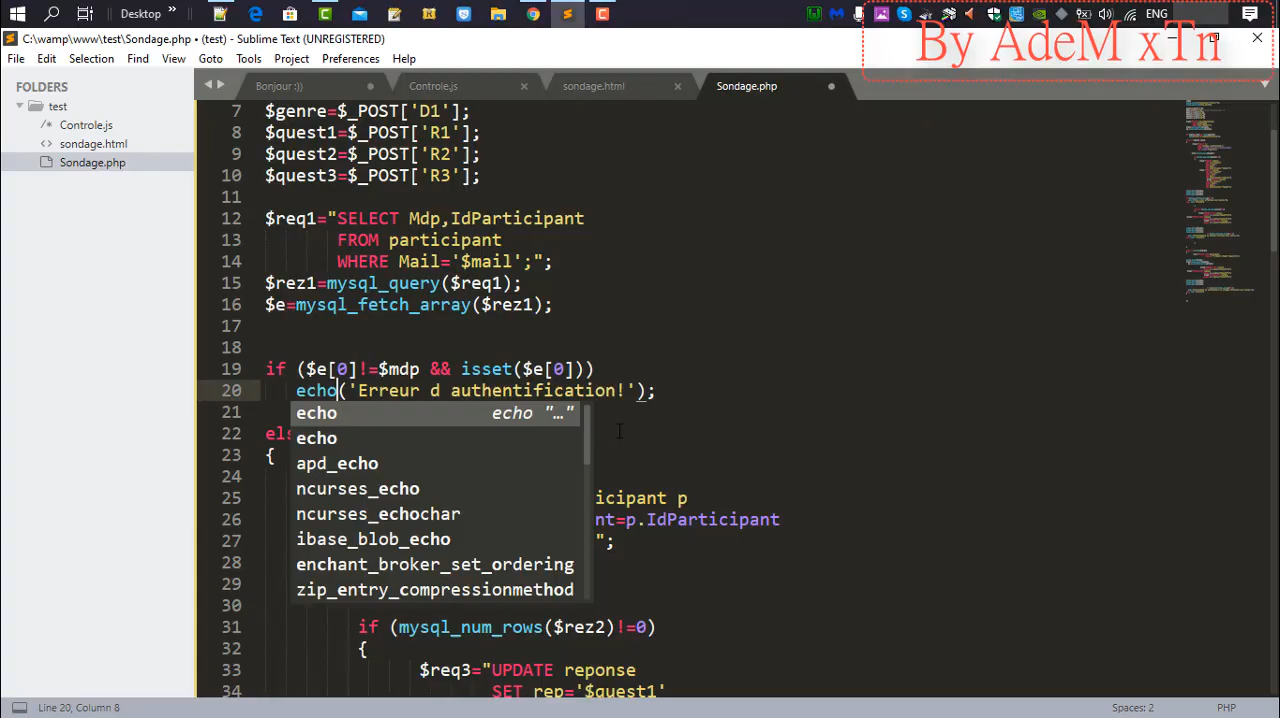 Desktop
ENG
C:\wamp\www\test\Sondage.php • (test) - Sublime Text (UNREGISTERED)
By AdeM xTn
File Edit Selection Find View Goto Tools Project Preferences Help
FOLDERS
test
Controle.js
sondage.html
Sondage.php
Bonjour :))
Controle.js
sondage.html
Sondage.php
7 $genre=$_POST['D1'];
8 $quest1=$_POST['R1'];
9 $quest2=$_POST['R2'];
10 $quest3=$_POST['R3'];
11
12 $req1="SELECT Mdp,IdParticipant
13 FROM participant
14 WHERE Mail='$mail';";
15 $rez1=mysql_query($req1);
16 $e=mysql_fetch_array($rez1);
17
18
19 if ($e[0]!=$mdp && isset($e[0]))
20 echo('Erreur d authentification!');
21
22 els
23 {
24
25 icipant p
26 nt=p.IdParticipant
27 ";
28
29
30
31 if (mysql_num_rows($rez2)!=0)
32 {
33 $req3="UPDATE reponse
34 SET rep='$quest1'
echo echo "…"
echo
apd_echo
ncurses_echo
ncurses_echochar
ibase_blob_echo
enchant_broker_set_ordering
zip_entry_compressionmethod
Line 20, Column 8
Spaces: 2
PHP